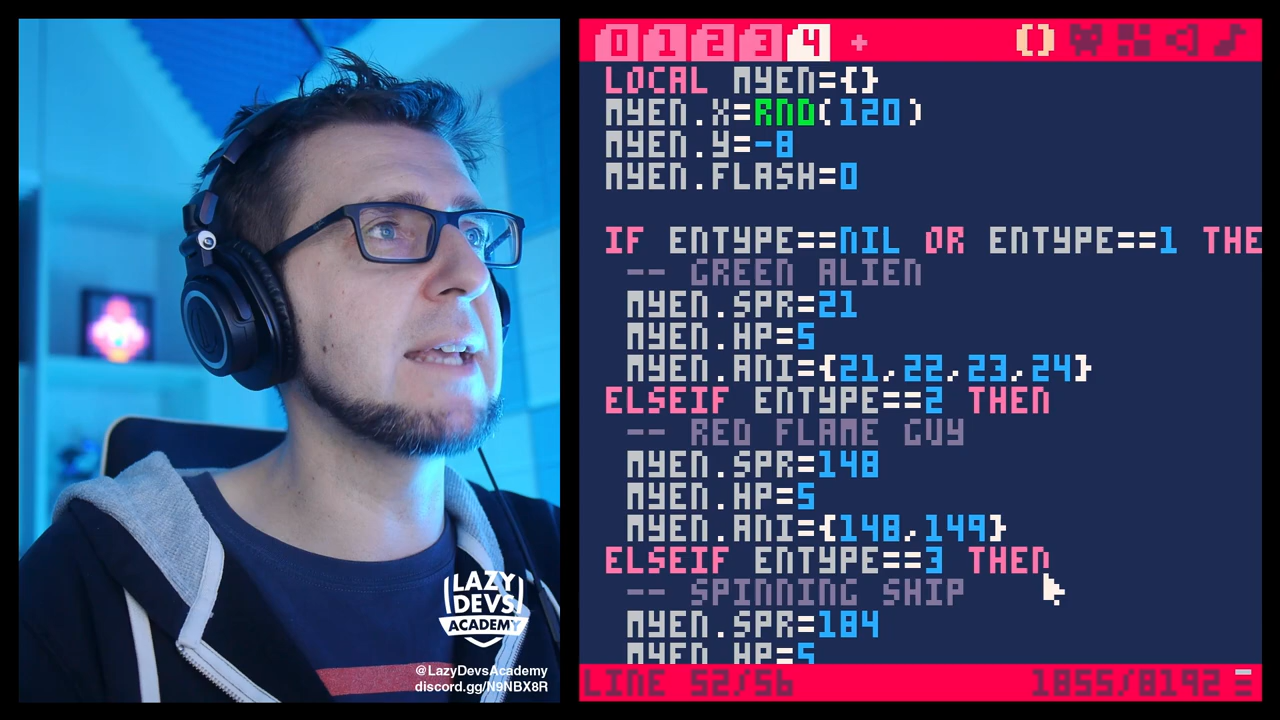 0 1 2 3 4 +
LOCAL MYEN={}
MYEN.X=RND(120)
MYEN.Y=-8
MYEN.FLASH=0
IF ENTYPE==NIL OR ENTYPE==1 THE
-- GREEN ALIEN
MYEN.SPR=21
MYEN.HP=5
MYEN.ANI={21,22,23,24}
ELSEIF ENTYPE==2 THEN
-- RED FLAME GUY
MYEN.SPR=148
MYEN.HP=5
MYEN.ANI={148,149}
ELSEIF ENTYPE==3 THEN
-- SPINNING SHIP
MYEN.SPR=184
MYEN.HP=5
LINE 52/56
1855/8192
LAZY
DEVS
ACADEMY
@LazyDevsAcademy
discord.gg/N9NBX8R